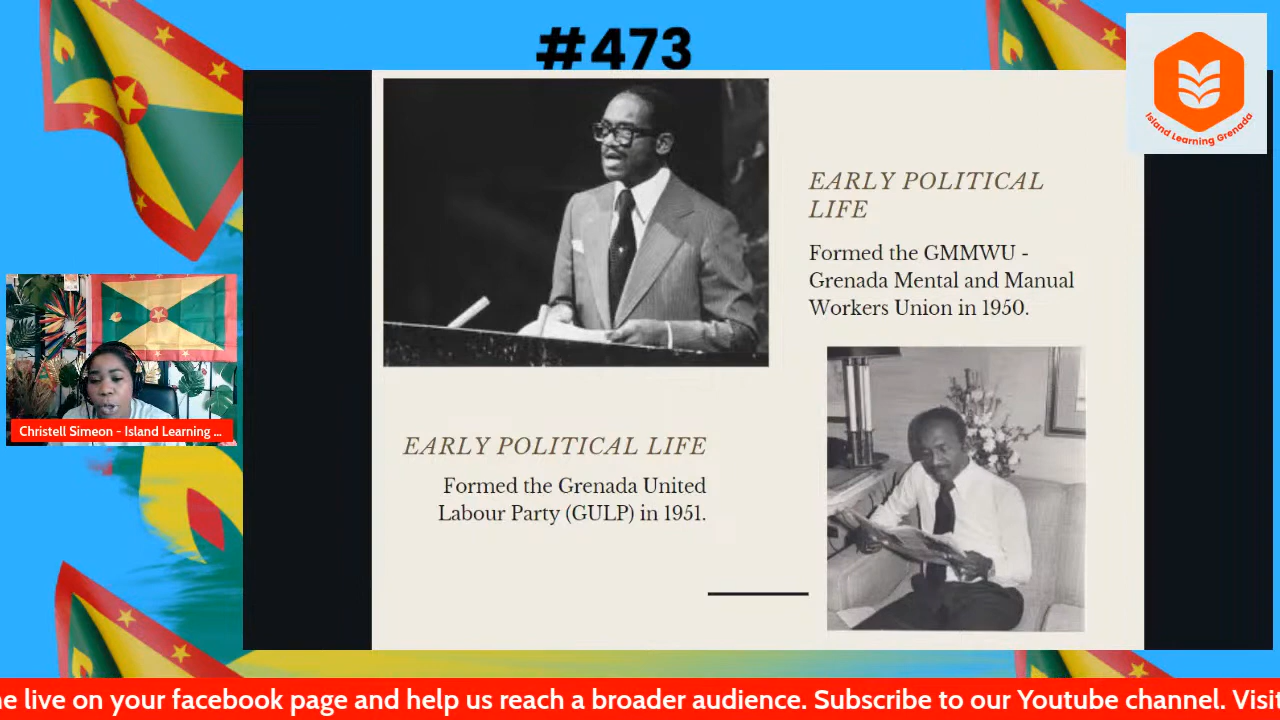 #473
Island Learning Grenada
EARLY POLITICAL
LIFE
Formed the GMMWU -
Grenada Mental and Manual
Workers Union in 1950.
EARLY POLITICAL LIFE
Formed the Grenada United
Labour Party (GULP) in 1951.
Christell Simeon - Island Learning ...
e live on your facebook page and help us reach a broader audience. Subscribe to our Youtube channel. Visit